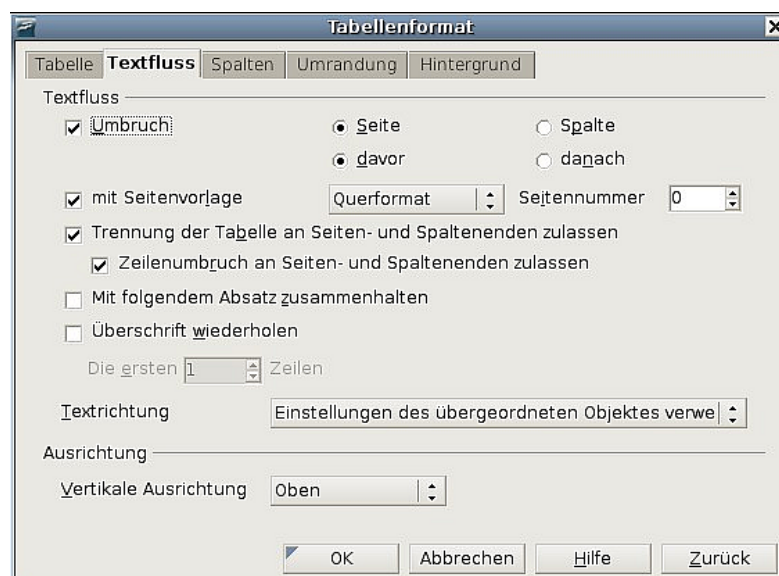 Tabellenformat
Tabelle Textfluss Spalten Umrandung Hintergrund
Textfluss
Umbruch Seite Spalte
davor danach
mit Seitenvorlage Querformat Seitennummer 0
Trennung der Tabelle an Seiten- und Spaltenenden zulassen
Zeilenumbruch an Seiten- und Spaltenenden zulassen
Mit folgendem Absatz zusammenhalten
Überschrift wiederholen
Die ersten 1 Zeilen
Textrichtung Einstellungen des übergeordneten Objektes verwe
Ausrichtung
Vertikale Ausrichtung Oben
OK Abbrechen Hilfe Zurück